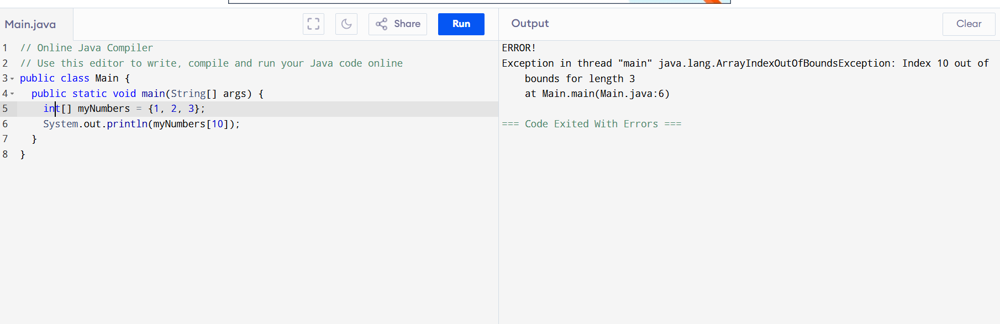 Main.java
Share
Run
Output
Clear
1 // Online Java Compiler
2 // Use this editor to write, compile and run your Java code online
3 public class Main {
4 public static void main(String[] args) {
5 int[] myNumbers = {1, 2, 3};
6 System.out.println(myNumbers[10]);
7 }
8 }
ERROR!
Exception in thread "main" java.lang.ArrayIndexOutOfBoundsException: Index 10 out of
bounds for length 3
at Main.main(Main.java:6)
=== Code Exited With Errors ===